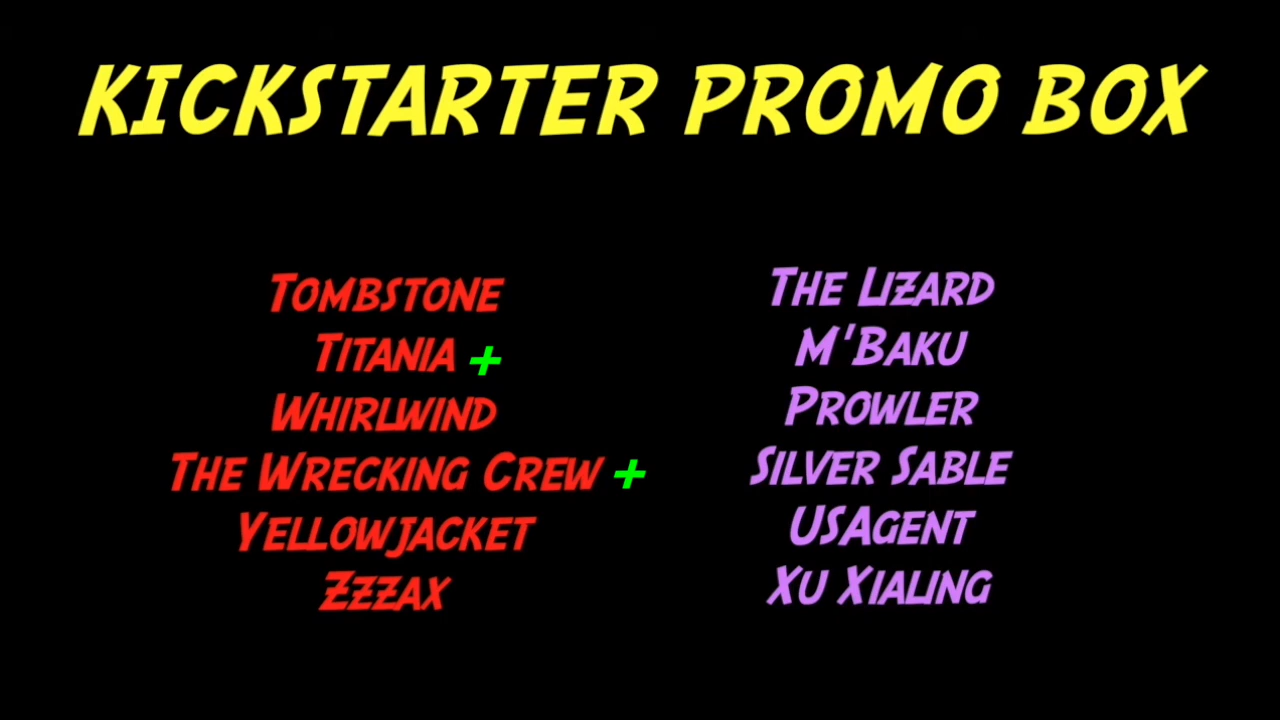 KICKSTARTER PROMO BOX
TOMBSTONE
TITANIA +
WHIRLWIND
THE WRECKING CREW +
YELLOWJACKET
ZZZAX
THE LIZARD
M'BAKU
PROWLER
SILVER SABLE
USAGENT
XU XIALING